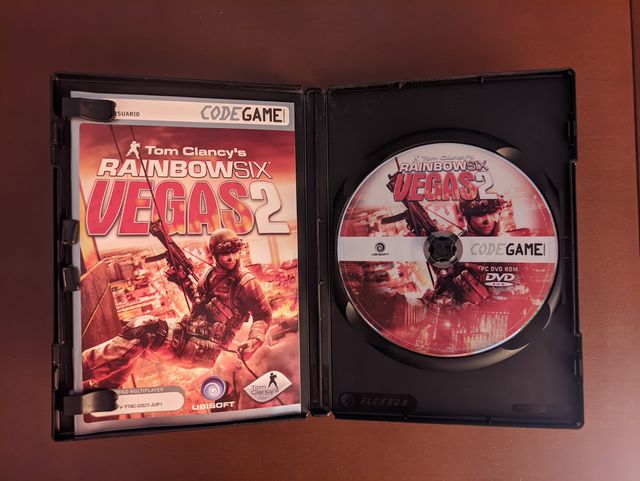 USUARIO
CODEGAME
Tom Clancy's
RAINBOWSIX
VEGAS2
MULTIPLAYER
UBISOFT
Tom Clancy's
Tom Clancy's
RAINBOWSIX
VEGAS2
UBISOFT
CODEGAME
PC DVD ROM
DVD
ROM
FLEXBOX